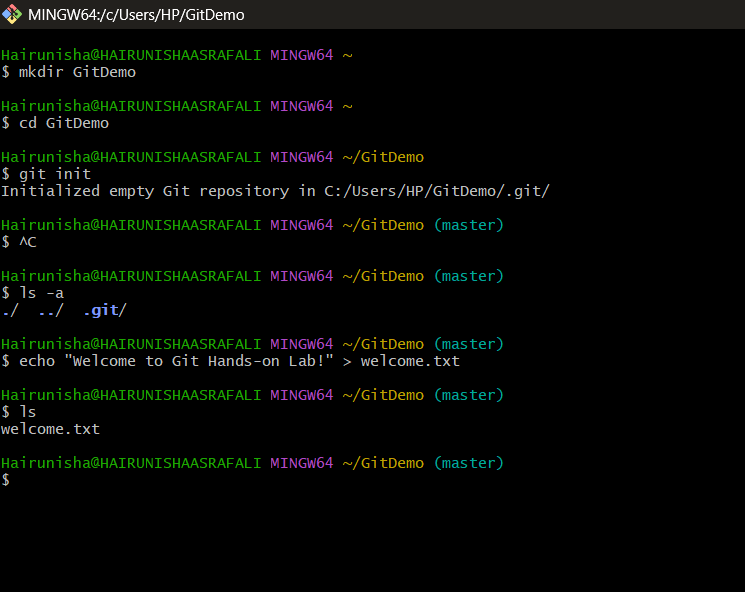 MINGW64:/c/Users/HP/GitDemo
Hairunisha@HAIRUNISHAASRAFALI MINGW64 ~
$ mkdir GitDemo
Hairunisha@HAIRUNISHAASRAFALI MINGW64 ~
$ cd GitDemo
Hairunisha@HAIRUNISHAASRAFALI MINGW64 ~/GitDemo
$ git init
Initialized empty Git repository in C:/Users/HP/GitDemo/.git/
Hairunisha@HAIRUNISHAASRAFALI MINGW64 ~/GitDemo (master)
$ ^C
Hairunisha@HAIRUNISHAASRAFALI MINGW64 ~/GitDemo (master)
$ ls -a
./  ../  .git/
Hairunisha@HAIRUNISHAASRAFALI MINGW64 ~/GitDemo (master)
$ echo "Welcome to Git Hands-on Lab!" > welcome.txt
Hairunisha@HAIRUNISHAASRAFALI MINGW64 ~/GitDemo (master)
$ ls
welcome.txt
Hairunisha@HAIRUNISHAASRAFALI MINGW64 ~/GitDemo (master)
$